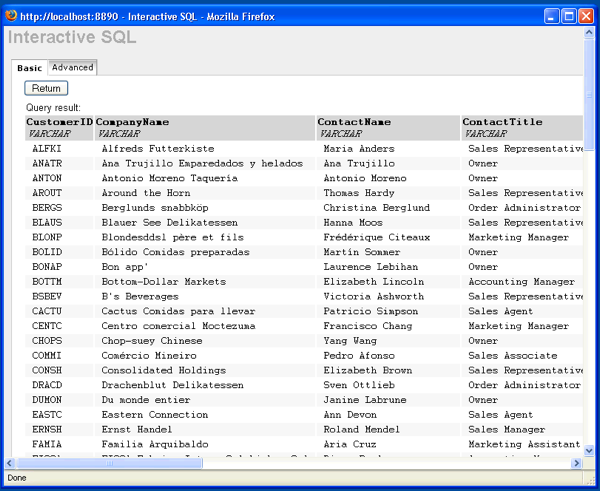 http://localhost:8890 - Interactive SQL - Mozilla Firefox
Interactive SQL
Basic Advanced
Return
Query result:
CustomerID CompanyName ContactName ContactTitle
VARCHAR VARCHAR VARCHAR VARCHAR
ALFKI Alfreds Futterkiste Maria Anders Sales Representative
ANATR Ana Trujillo Emparedados y helados Ana Trujillo Owner
ANTON Antonio Moreno Taquería Antonio Moreno Owner
AROUT Around the Horn Thomas Hardy Sales Representative
BERGS Berglunds snabbköp Christina Berglund Order Administrator
BLAUS Blauer See Delikatessen Hanna Moos Sales Representative
BLONP Blondesddsl père et fils Frédérique Citeaux Marketing Manager
BOLID Bólido Comidas preparadas Martín Sommer Owner
BONAP Bon app' Laurence Lebihan Owner
BOTTM Bottom-Dollar Markets Elizabeth Lincoln Accounting Manager
BSBEV B's Beverages Victoria Ashworth Sales Representative
CACTU Cactus Comidas para llevar Patricio Simpson Sales Agent
CENTC Centro comercial Moctezuma Francisco Chang Marketing Manager
CHOPS Chop-suey Chinese Yang Wang Owner
COMMI Comércio Mineiro Pedro Afonso Sales Associate
CONSH Consolidated Holdings Elizabeth Brown Sales Representative
DRACD Drachenblut Delikatessen Sven Ottlieb Order Administrator
DUMON Du monde entier Janine Labrune Owner
EASTC Eastern Connection Ann Devon Sales Agent
ERNSH Ernst Handel Roland Mendel Sales Manager
FAMIA Familia Arquibaldo Aria Cruz Marketing Assistant
Done